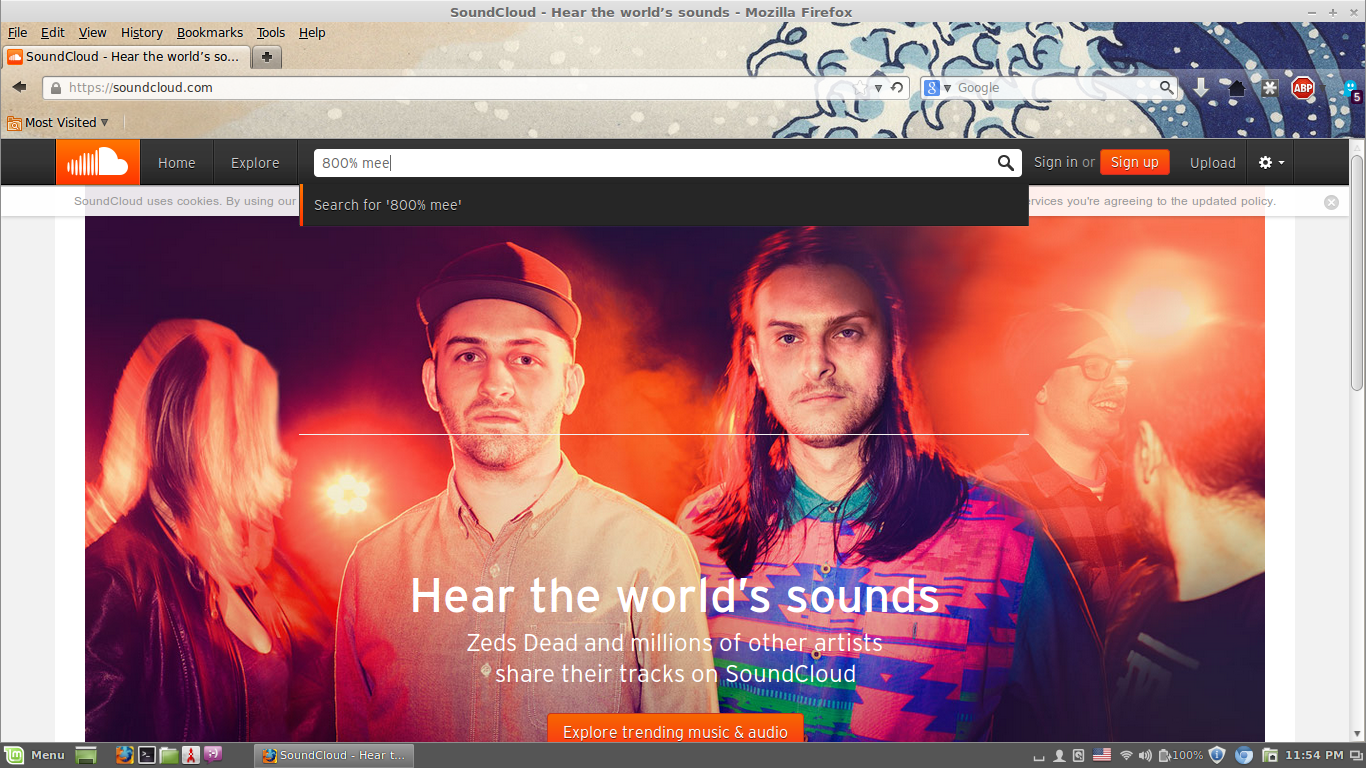 SoundCloud - Hear the world's sounds - Mozilla Firefox
File Edit View History Bookmarks Tools Help
SoundCloud - Hear the world's so...
https://soundcloud.com
Google
ABP
5
Most Visited
Home Explore
800% mee
Sign in or Sign up Upload
SoundCloud uses cookies. By using our
Search for '800% mee'
you're agreeing to the updated policy.
Hear the world's sounds
Zeds Dead and millions of other artists
share their tracks on SoundCloud
Explore trending music & audio
Menu
SoundCloud - Hear t...
100%
11:54 PM